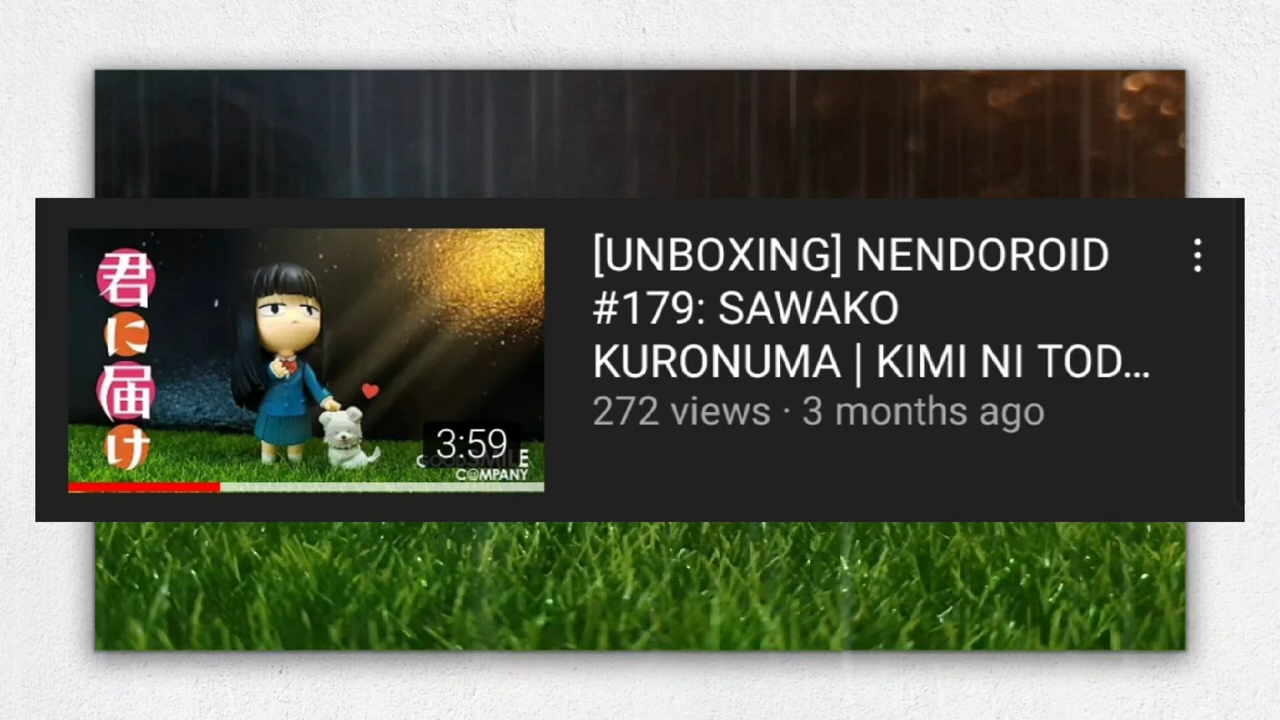 君
に
届
け
3:59
C@MPANY
[UNBOXING] NENDOROID
#179: SAWAKO
KURONUMA | KIMI NI TOD...
272 views · 3 months ago